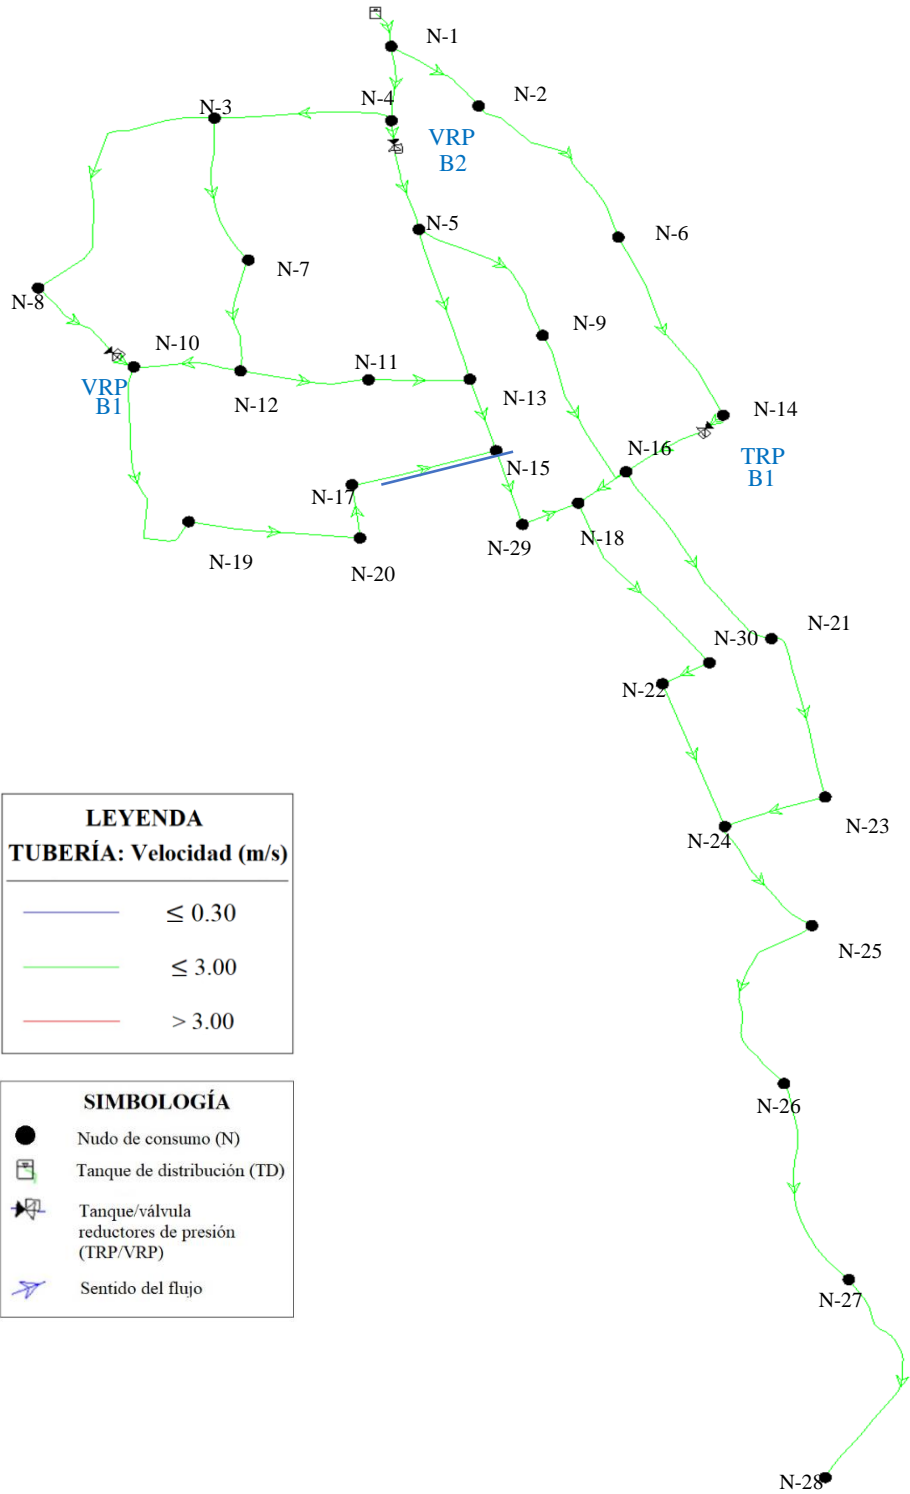 N-1
N-2
N-4
N-3
VRP
B2
N-5
N-6
N-7
N-8
N-9
N-10
N-11
VRP
B1
N-12
N-13
N-14
N-16
TRP
B1
N-15
N-17
N-29
N-18
N-19
N-20
N-21
N-30
N-22
N-23
N-24
N-25
N-26
N-27
N-28
LEYENDA
TUBERÍA: Velocidad (m/s)
≤ 0.30
≤ 3.00
> 3.00
SIMBOLOGÍA
Nudo de consumo (N)
Tanque de distribución (TD)
Tanque/válvula
reductores de presión
(TRP/VRP)
Sentido del flujo